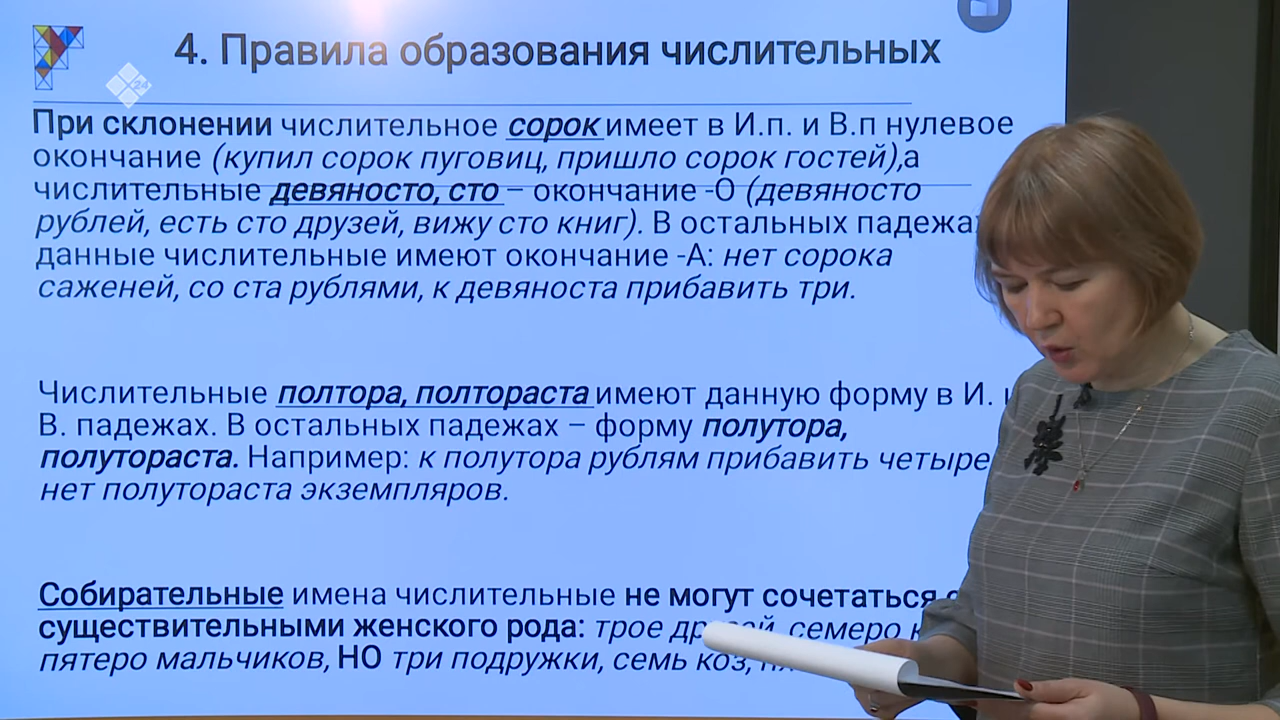 24
4. Правила образования числительных
При склонении числительное сорок имеет в И.п. и В.п нулевое
окончание (купил сорок пуговиц, пришло сорок гостей),а
числительные девяносто, сто – окончание -О (девяносто
рублей, есть сто друзей, вижу сто книг). В остальных
данные числительные имеют окончание -А: нет сорока
саженей, со ста рублями, к девяноста прибавить три.
Числительные полтора, полтораста имеют данную форму в И.
В. падежах. В остальных падежах – форму полутора,
полутораста. Например: к полутора рублям прибавить четыре
нет полутораста экземпляров.
Собирательные имена числительные не могут сочетаться
существительными женского рода: трое друзей, семеро
пятеро мальчиков, НО три подружки, семь коз,